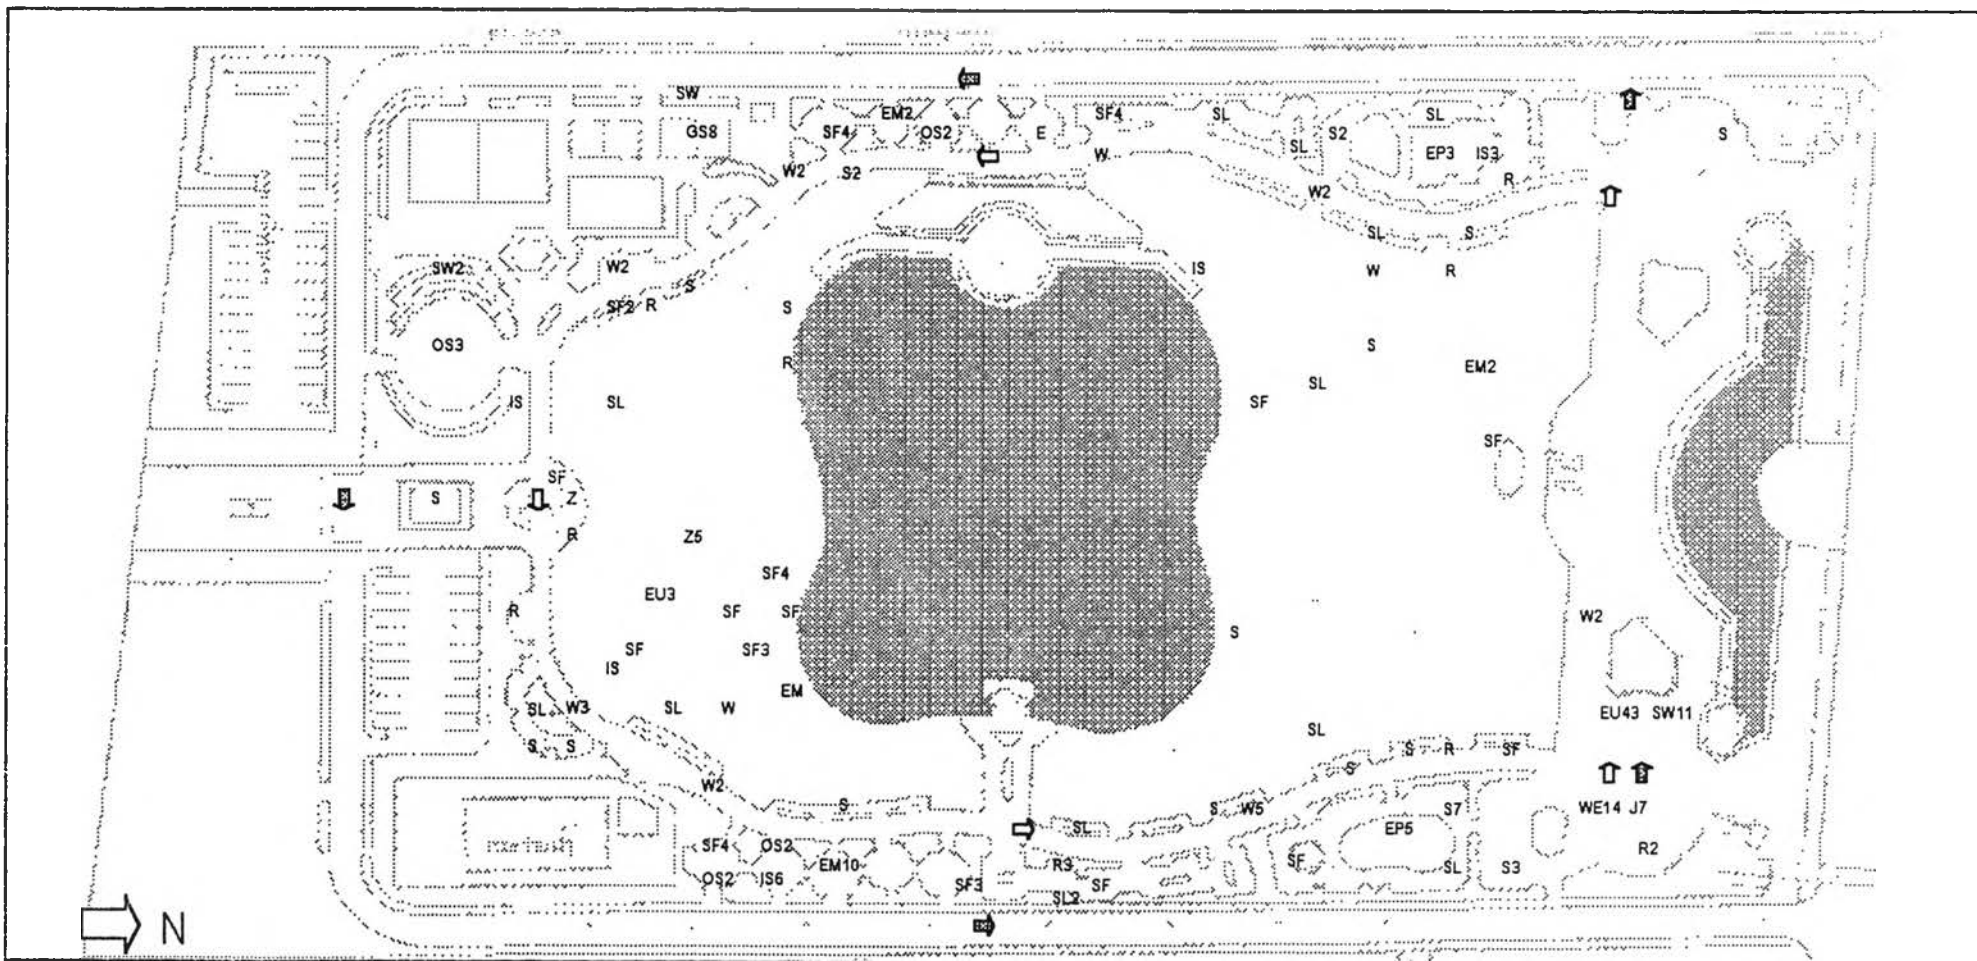 SW
EM2
SF4
SL
SL
GS8
SF4
OS2
E
S2
S
SL
EP3
IS3
W
W2
S2
R
W2
SL
S
SW2
W2
IS
W
R
S
SF2
R
S
OS3
S
R
EM2
IS
SL
SL
SF
SF
SF
S
Z
R
Z5
SF4
EU3
R
SF
SF
W2
S
SF
SF3
IS
EM
SL
W3
SL
W
EU43 SW11
SL
S
S
S
R
SF
S
W2
S
S
W5
S7
WE14 J7
SL
EP5
SF4
OS2
R2
EM10
R3
SF
SL
S3
OS2
IS6
SF3
SF
SL2
N